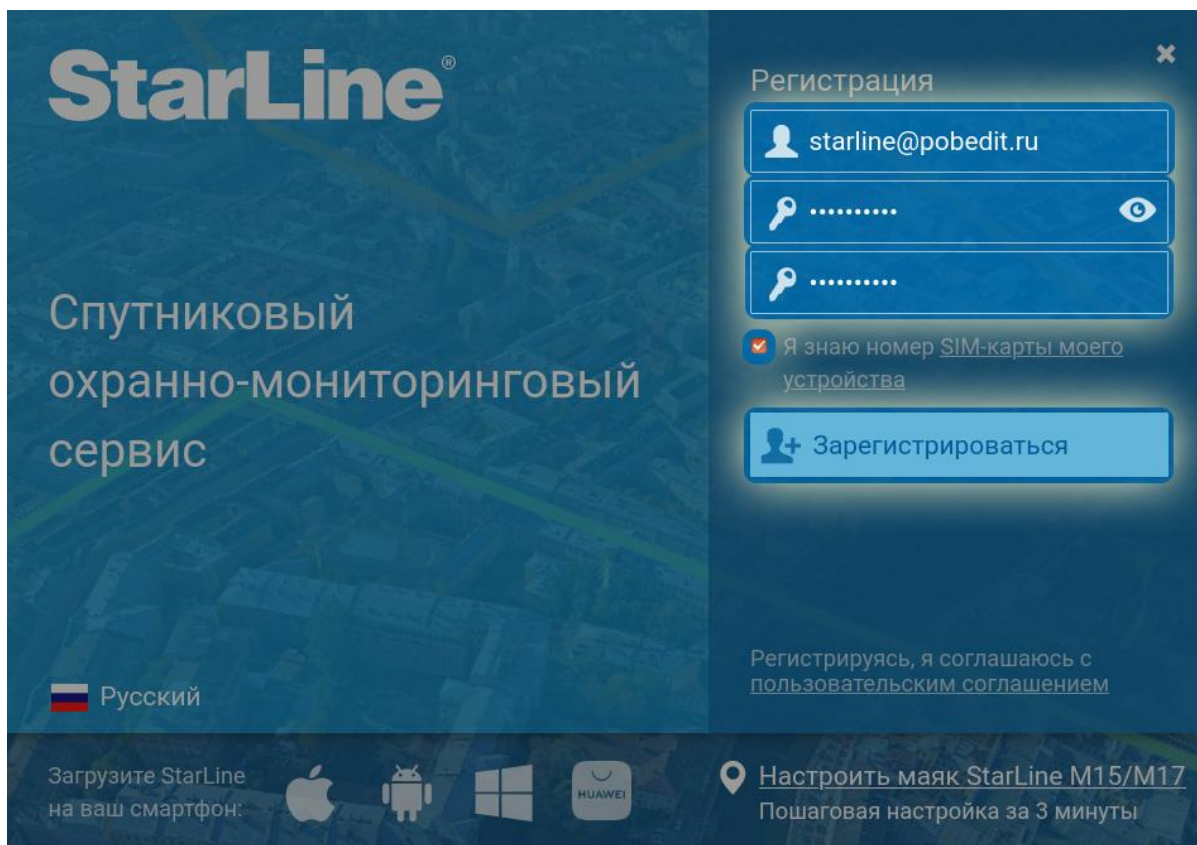 StarLine®
Спутниковый
охранно-мониторинговый
сервис
Русский
Регистрация
starline@pobedit.ru
••••••••••
••••••••••
Я знаю номер SIM-карты моего
устройства
Зарегистрироваться
Регистрируясь, я соглашаюсь с
пользовательским соглашением
Загрузите StarLine
на ваш смартфон:
HUAWEI
Настроить маяк StarLine M15/M17
Пошаговая настройка за 3 минуты